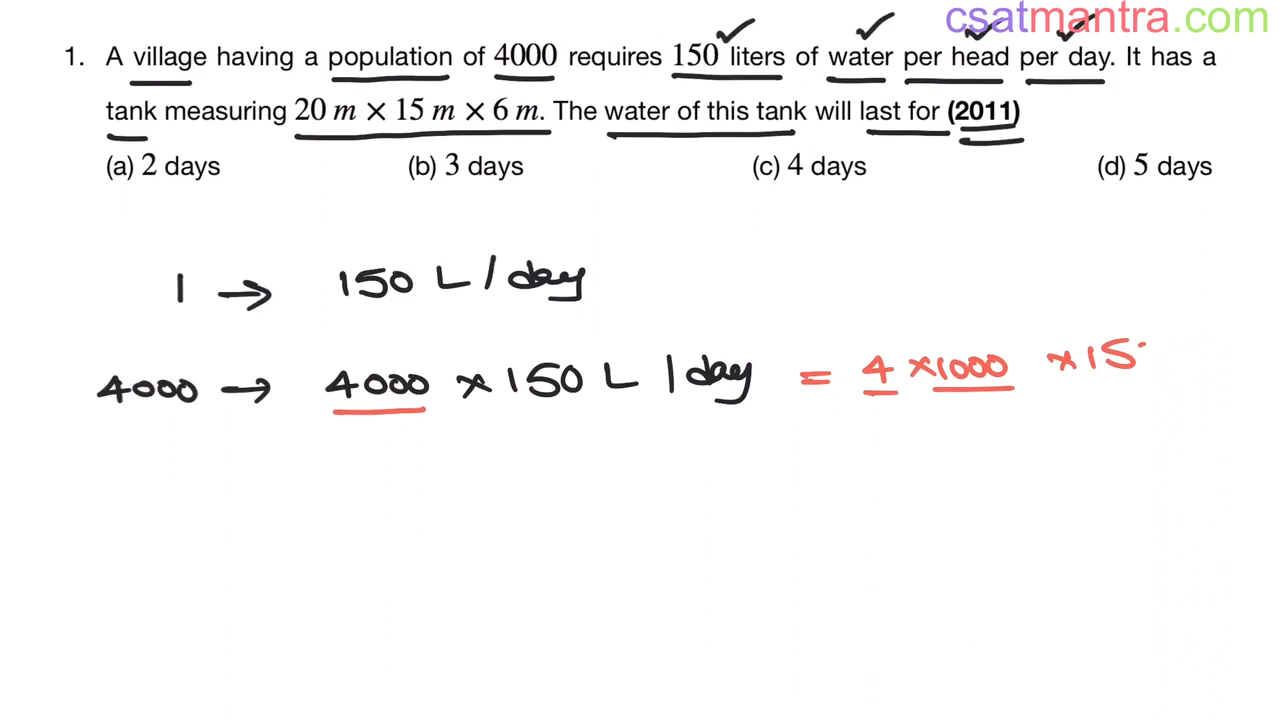 csatmantra.com
1. A village having a population of 4000 requires 150 liters of water per head per day. It has a
tank measuring 20 m × 15 m × 6 m. The water of this tank will last for (2011)
(a) 2 days (b) 3 days (c) 4 days (d) 5 days
1 → 150 L / day
4000 → 4000 × 150 L / day = 4 × 1000 × 15